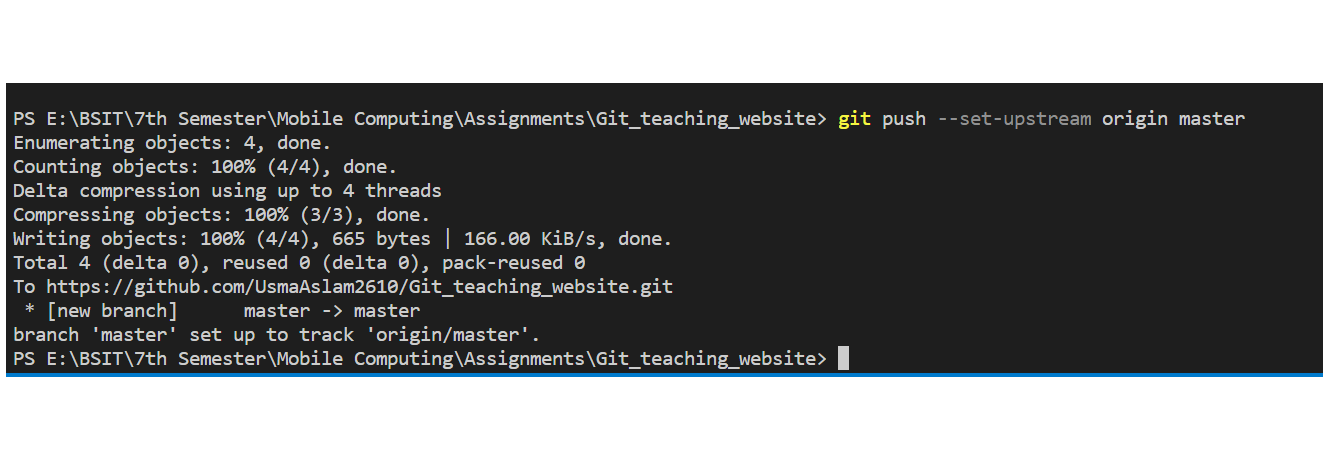 PS E:\BSIT\7th Semester\Mobile Computing\Assignments\Git_teaching_website> git push --set-upstream origin master
Enumerating objects: 4, done.
Counting objects: 100% (4/4), done.
Delta compression using up to 4 threads
Compressing objects: 100% (3/3), done.
Writing objects: 100% (4/4), 665 bytes | 166.00 KiB/s, done.
Total 4 (delta 0), reused 0 (delta 0), pack-reused 0
To https://github.com/UsmaAslam2610/Git_teaching_website.git
 * [new branch]      master -> master
branch 'master' set up to track 'origin/master'.
PS E:\BSIT\7th Semester\Mobile Computing\Assignments\Git_teaching_website>